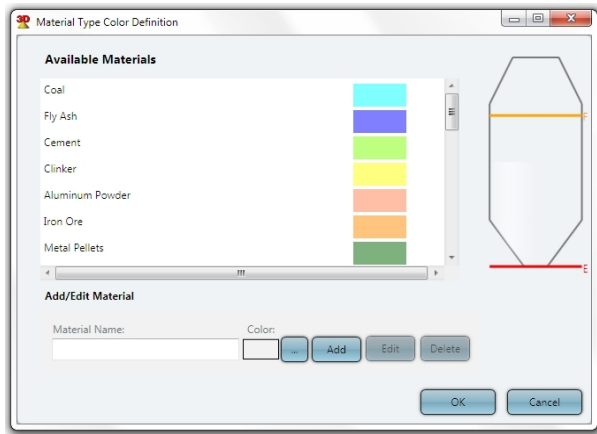 3D Material Type Color Definition
Available Materials
Coal
Fly Ash
Cement
Clinker
Aluminum Powder
Iron Ore
Metal Pellets
F
E
Add/Edit Material
Material Name: Color:
... Add Edit Delete
OK Cancel